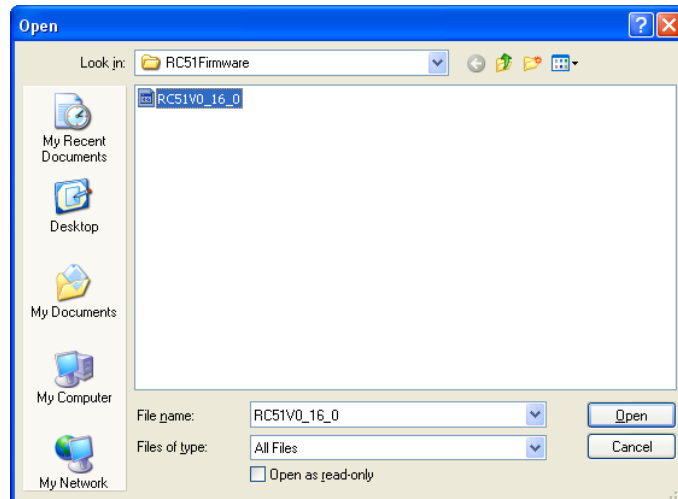 Open
Look in:
RC51Firmware
RC51V0_16_0
My Recent
Documents
Desktop
My Documents
My Computer
My Network
File name:
RC51V0_16_0
Open
Files of type:
All Files
Cancel
Open as read-only